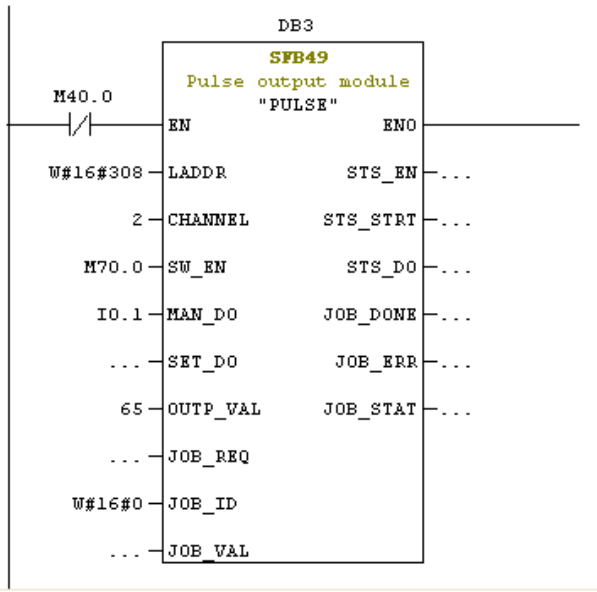 DB3
SFB49
Pulse output module
M40.0 "PULSE"
EN ENO
W#16#308 LADDR STS_EN ...
2 CHANNEL STS_STRT ...
M70.0 SW_EN STS_DO ...
I0.1 MAN_DO JOB_DONE ...
... SET_DO JOB_ERR ...
65 OUTP_VAL JOB_STAT ...
... JOB_REQ
W#16#0 JOB_ID
... JOB_VAL